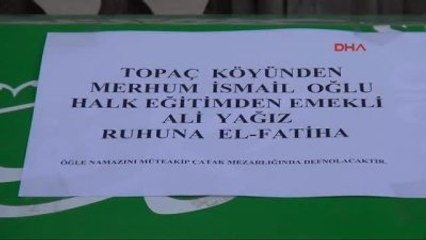 DHA
TOPAÇ KÖYÜNDEN
MERHUM İSMAİL OĞLU
HALK EĞİTİMDEN EMEKLİ
ALİ YAĞIZ
RUHUNA EL-FATİHA
ÖĞLE NAMAZINI MÜTEAKİP ÇATAK MEZARLIĞINDA DEFNOLACAKTIR.